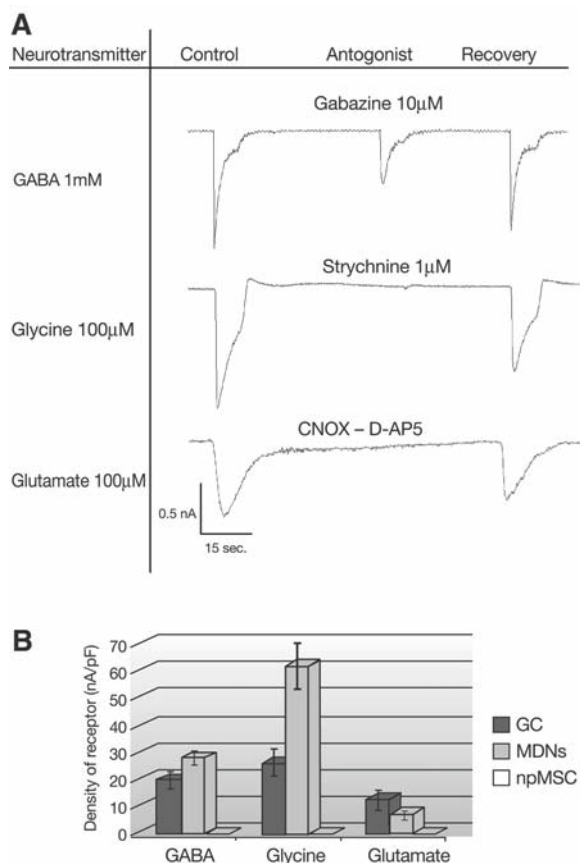 A
Neurotransmitter Control Antogonist Recovery
Gabazine 10μM
GABA 1mM
Strychnine 1μM
Glycine 100μM
CNOX – D-AP5
Glutamate 100μM
0.5 nA
15 sec.
B
Density of receptor (nA/pF)
70
60
50
40
30
20
10
0
GABA Glycine Glutamate
GC
MDNs
npMSC